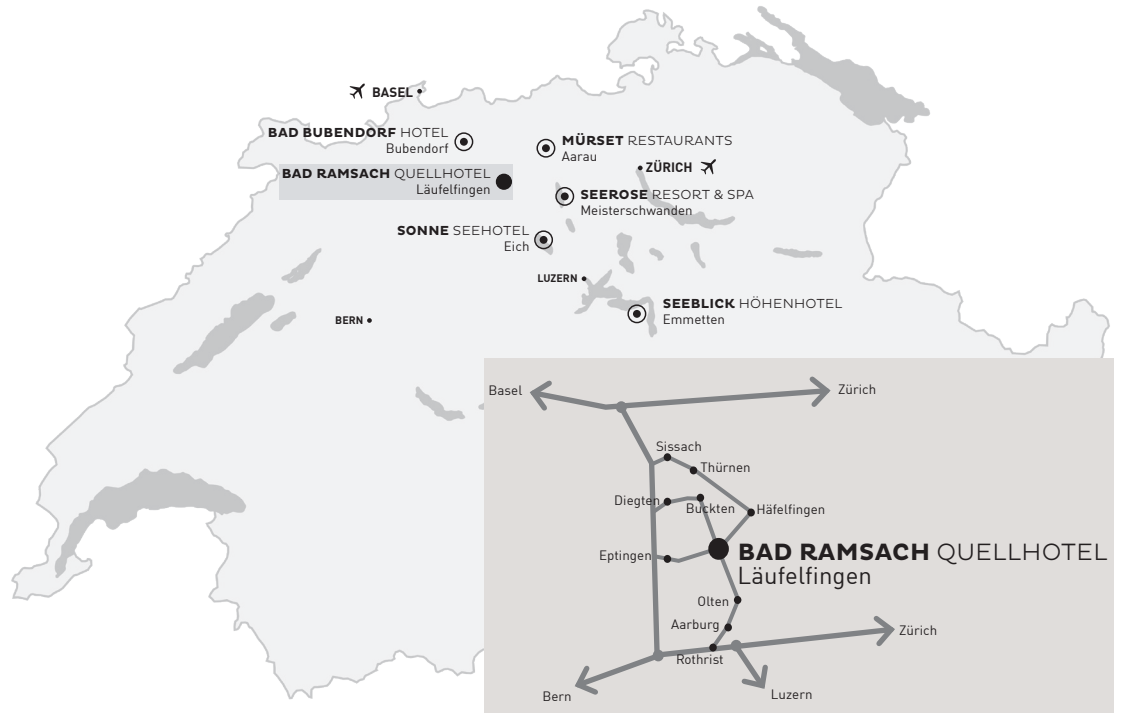 BASEL
BAD BUBENDORF HOTEL
Bubendorf
MÜRSET RESTAURANTS
Aarau
ZÜRICH
BAD RAMSACH QUELLHOTEL
Läufelfingen
SEEROSE RESORT & SPA
Meisterschwanden
SONNE SEEHOTEL
Eich
LUZERN
SEEBLICK HÖHENHOTEL
Emmetten
BERN
Basel
Zürich
Sissach
Thürnen
Diegten
Buckten
Häfelfingen
Eptingen
BAD RAMSACH QUELLHOTEL
Läufelfingen
Olten
Aarburg
Zürich
Rothrist
Bern
Luzern